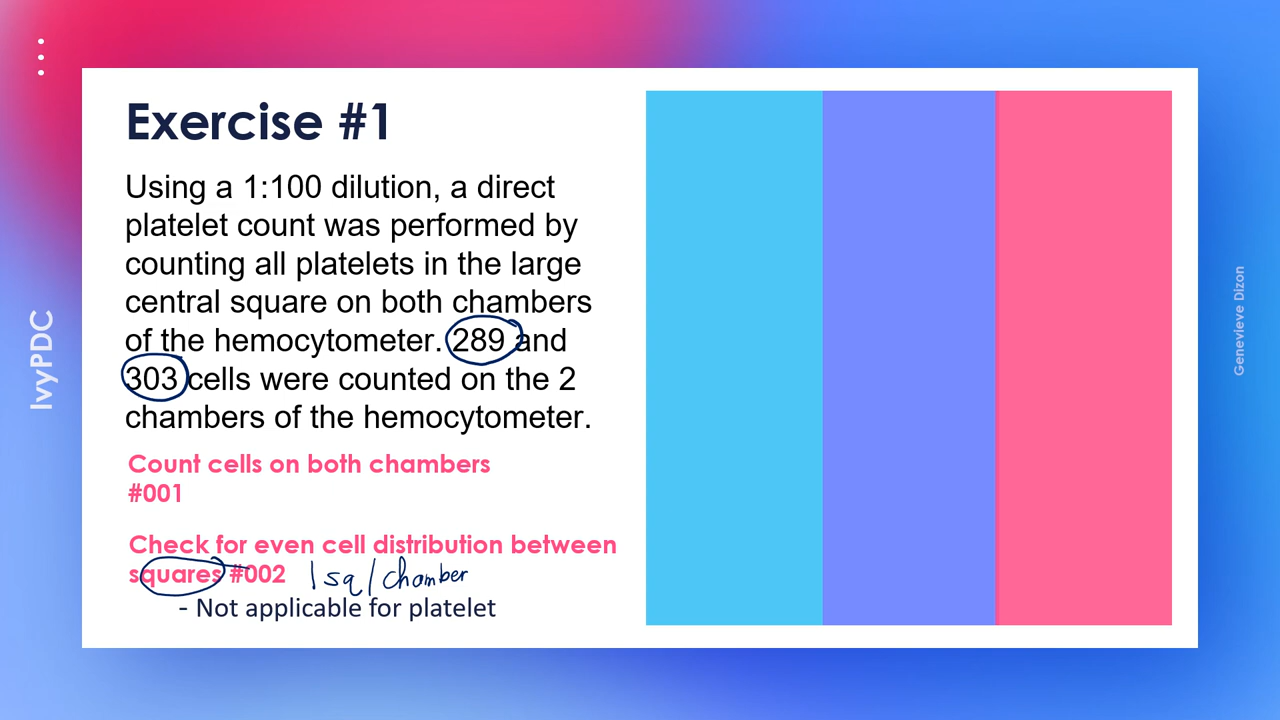 Exercise #1
Using a 1:100 dilution, a direct
platelet count was performed by
counting all platelets in the large
central square on both chambers
of the hemocytometer. 289 and
303 cells were counted on the 2
chambers of the hemocytometer.
Count cells on both chambers
#001
Check for even cell distribution between
squares #002 1 sq / chamber
- Not applicable for platelet
IvyPDC
Genevieve Dizon